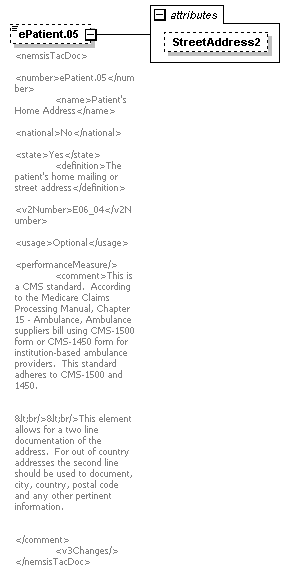 attributes
ePatient.05
StreetAddress2
<nemsisTacDoc>
<number>ePatient.05</num
ber>
<name>Patient's
Home Address</name>
<national>No</national>
<state>Yes</state>
<definition>The
patient's home mailing or
street address</definition>
<v2Number>E06_04</v2N
umber>
<usage>Optional</usage>
<performanceMeasure/>
<comment>This is
a CMS standard.  According
to the Medicare Claims
Processing Manual, Chapter
15 - Ambulance, Ambulance
suppliers bill using CMS-1500
form or CMS-1450 form for
institution-based ambulance
providers.  This standard
adheres to CMS-1500 and
1450.
&lt;br/>&lt;br/>This element
allows for a two line
documentation of the
address.  For out of country
addresses the second line
should be used to document,
city, country, postal code
and any other pertinent
information.
</comment>
<v3Changes/>
</nemsisTacDoc>